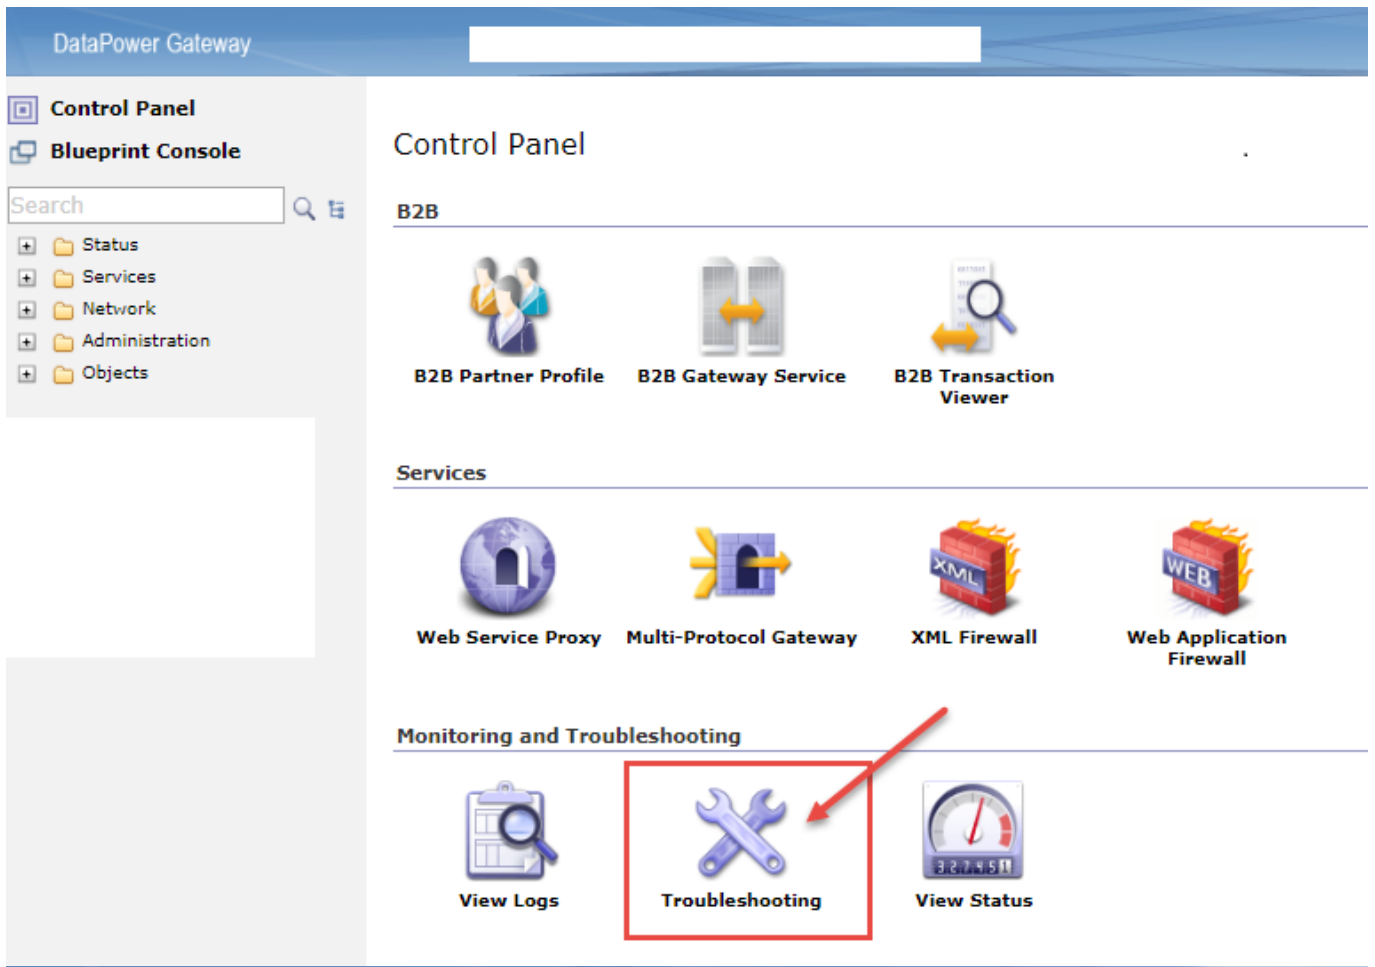 DataPower Gateway
Control Panel
Blueprint Console
Search
Status
Services
Network
Administration
Objects
Control Panel
B2B
B2B Partner Profile
B2B Gateway Service
B2B Transaction
Viewer
Services
XML
WEB
Web Service Proxy
Multi-Protocol Gateway
XML Firewall
Web Application
Firewall
Monitoring and Troubleshooting
327451
View Logs
Troubleshooting
View Status